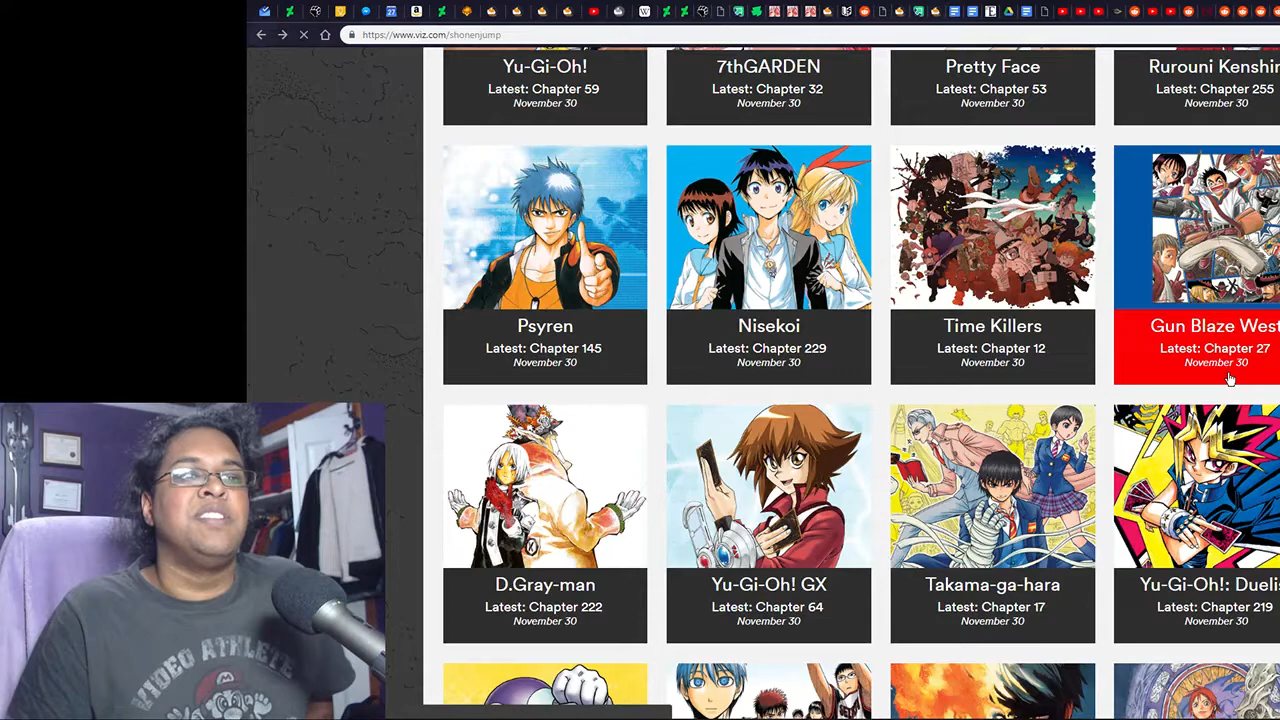 https://www.viz.com/shonenjump
Yu-Gi-Oh!
Latest: Chapter 59
November 30
7thGARDEN
Latest: Chapter 32
November 30
Pretty Face
Latest: Chapter 53
November 30
Rurouni Kenshin
Latest: Chapter 255
November 30
Psyren
Latest: Chapter 145
November 30
Nisekoi
Latest: Chapter 229
November 30
Time Killers
Latest: Chapter 12
November 30
Gun Blaze West
Latest: Chapter 27
November 30
D.Gray-man
Latest: Chapter 222
November 30
Yu-Gi-Oh! GX
Latest: Chapter 64
November 30
Takama-ga-hara
Latest: Chapter 17
November 30
Yu-Gi-Oh!: Duelis
Latest: Chapter 219
November 30
VIDEO ATHLETE